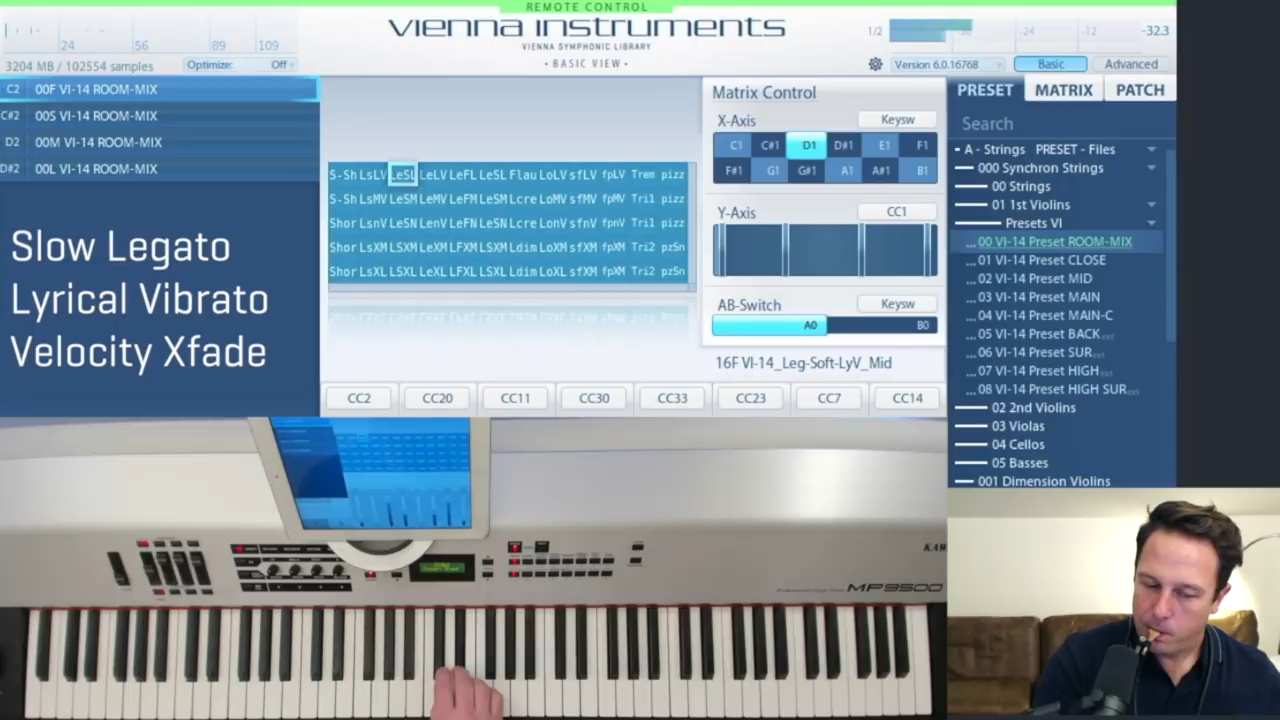 REMOTE CONTROL
24 56 89 109
3204 MB / 102554 samples
Optimize: Off
vienna instruments
VIENNA SYMPHONIC LIBRARY
• BASIC VIEW •
1/2
-24 -12 -32.3
Version 6.0.16768 Basic Advanced
C2 00F VI-14 ROOM-MIX
C#2 00S VI-14 ROOM-MIX
D2 00M VI-14 ROOM-MIX
D#2 00L VI-14 ROOM-MIX
Slow Legato
Lyrical Vibrato
Velocity Xfade
S-Sh LsLV LeSL LeLV LeFL LeSL Flau LoLV sfLV fpLV Trem pizz
S-Sh LsMV LeSM LeMV LeFM LeSM Lcre LoMV sfMV fpMV Tri1 pizz
Shor LsnV LeSN LenV LeFN LeSN Lcre LonV sfnV fpnV Tri1 pizz
Shor LsXM LSXM LeXM LFXM LSXM Ldim LoXM sfXM fpXM Tri2 pzSn
Shor LsXL LSXL LeXL LFXL LSXL Ldim LoXL sfXM fpXM Tri2 pzSn
Matrix Control
X-Axis Keysw
C1 C#1 D1 D#1 E1 F1
F#1 G1 G#1 A1 A#1 B1
Y-Axis CC1
AB-Switch Keysw
A0 B0
16F VI-14_Leg-Soft-LyV_Mid
CC2 CC20 CC11 CC30 CC33 CC23 CC7 CC14
PRESET MATRIX PATCH
Search
A - Strings PRESET - Files
000 Synchron Strings
00 Strings
01 1st Violins
Presets VI
... 00 VI-14 Preset ROOM-MIX
... 01 VI-14 Preset CLOSE
... 02 VI-14 Preset MID
... 03 VI-14 Preset MAIN
... 04 VI-14 Preset MAIN-C
... 05 VI-14 Preset BACK ext
... 06 VI-14 Preset SUR ext
... 07 VI-14 Preset HIGH ext
... 08 VI-14 Preset HIGH SUR ext
02 2nd Violins
03 Violas
04 Cellos
05 Basses
001 Dimension Violins
KAW
MP9500